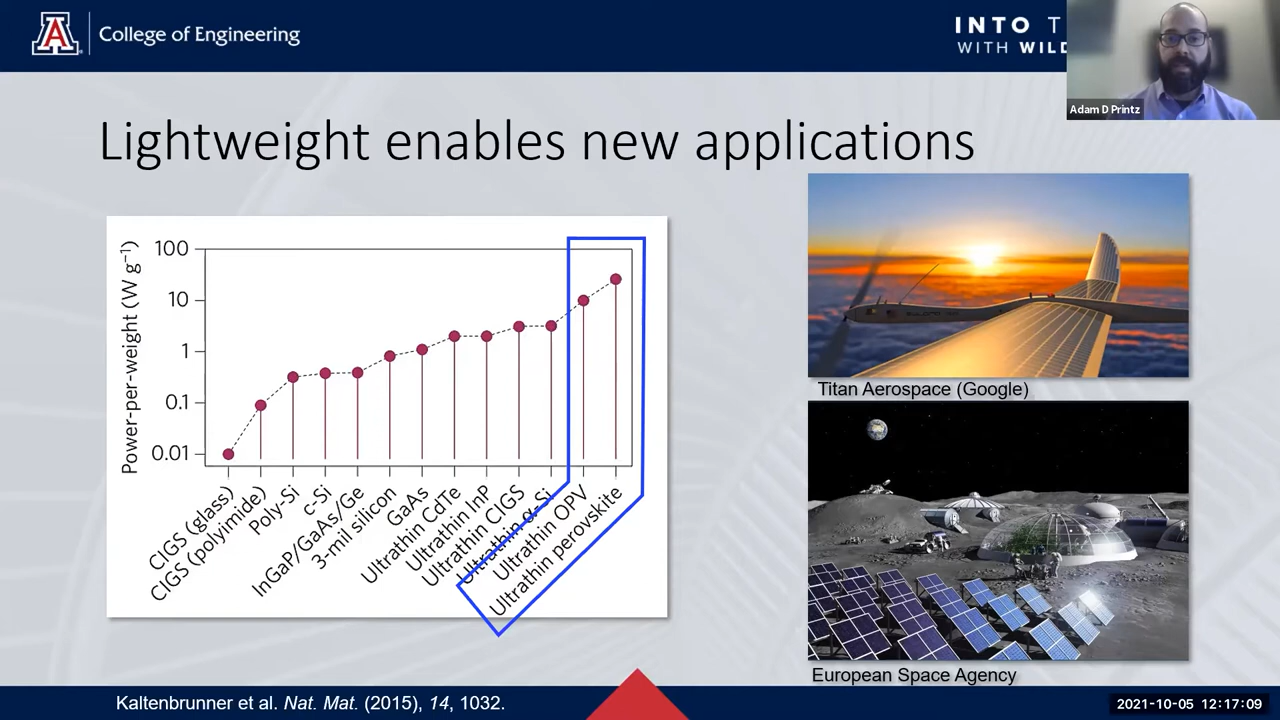 A
College of Engineering
INTO T
WITH WILD
Adam D Printz
Lightweight enables new applications
Power-per-weight (W g⁻¹)
100
10
1
0.1
0.01
CIGS (glass)
CIGS (polyimide)
Poly-Si
c-Si
InGaP/GaAs/Ge
3-mil silicon
GaAs
Ultrathin CdTe
Ultrathin InP
Ultrathin CIGS
Ultrathin α-Si
Ultrathin OPV
Ultrathin perovskite
Titan Aerospace (Google)
European Space Agency
Kaltenbrunner et al. Nat. Mat. (2015), 14, 1032.
2021-10-05 12:17:09